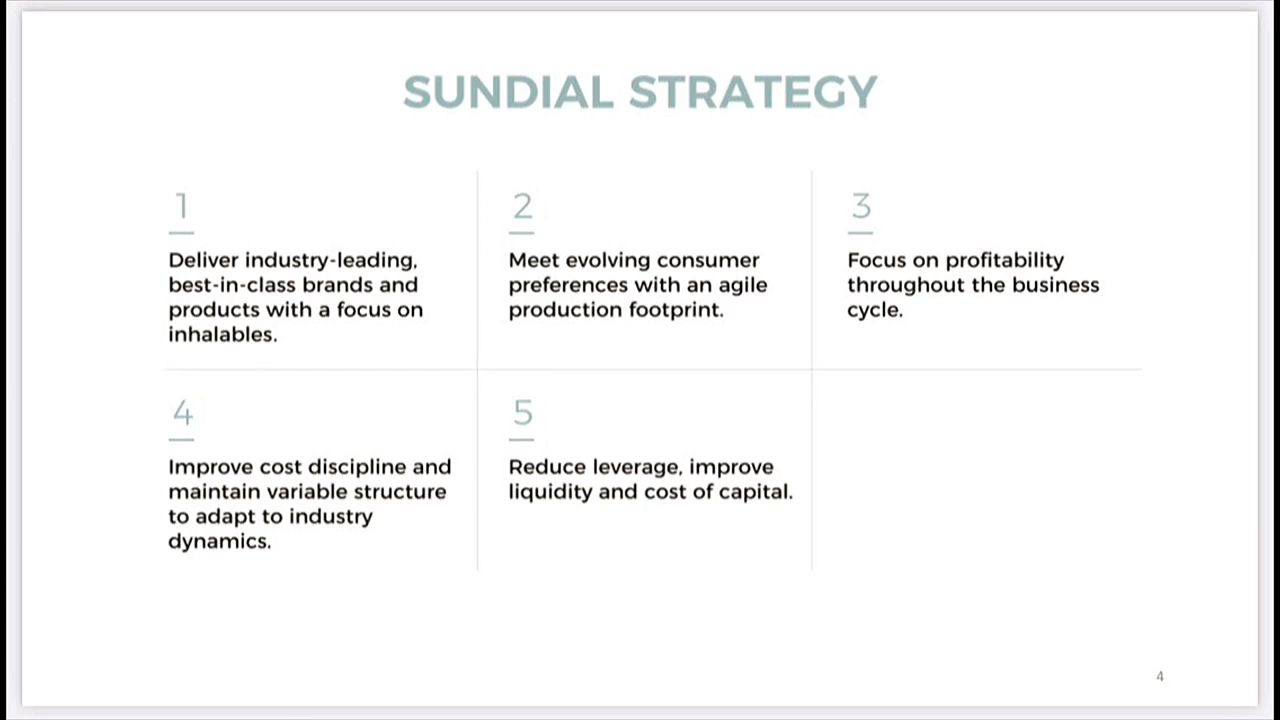 SUNDIAL STRATEGY
1
Deliver industry-leading,
best-in-class brands and
products with a focus on
inhalables.
2
Meet evolving consumer
preferences with an agile
production footprint.
3
Focus on profitability
throughout the business
cycle.
4
Improve cost discipline and
maintain variable structure
to adapt to industry
dynamics.
5
Reduce leverage, improve
liquidity and cost of capital.
4